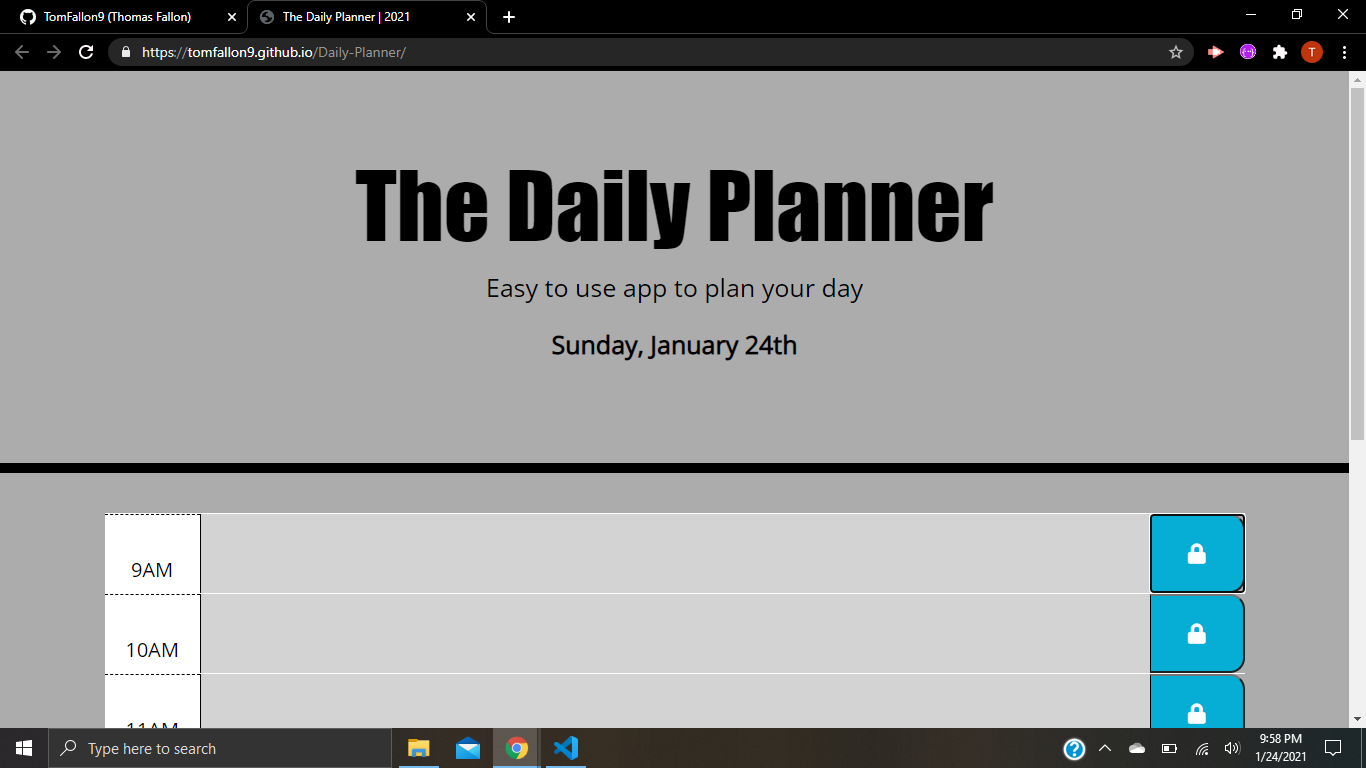 TomFallon9 (Thomas Fallon)
The Daily Planner | 2021
https://tomfallon9.github.io/Daily-Planner/
T
The Daily Planner
Easy to use app to plan your day
Sunday, January 24th
9AM
10AM
11AM
Type here to search
9:58 PM
1/24/2021